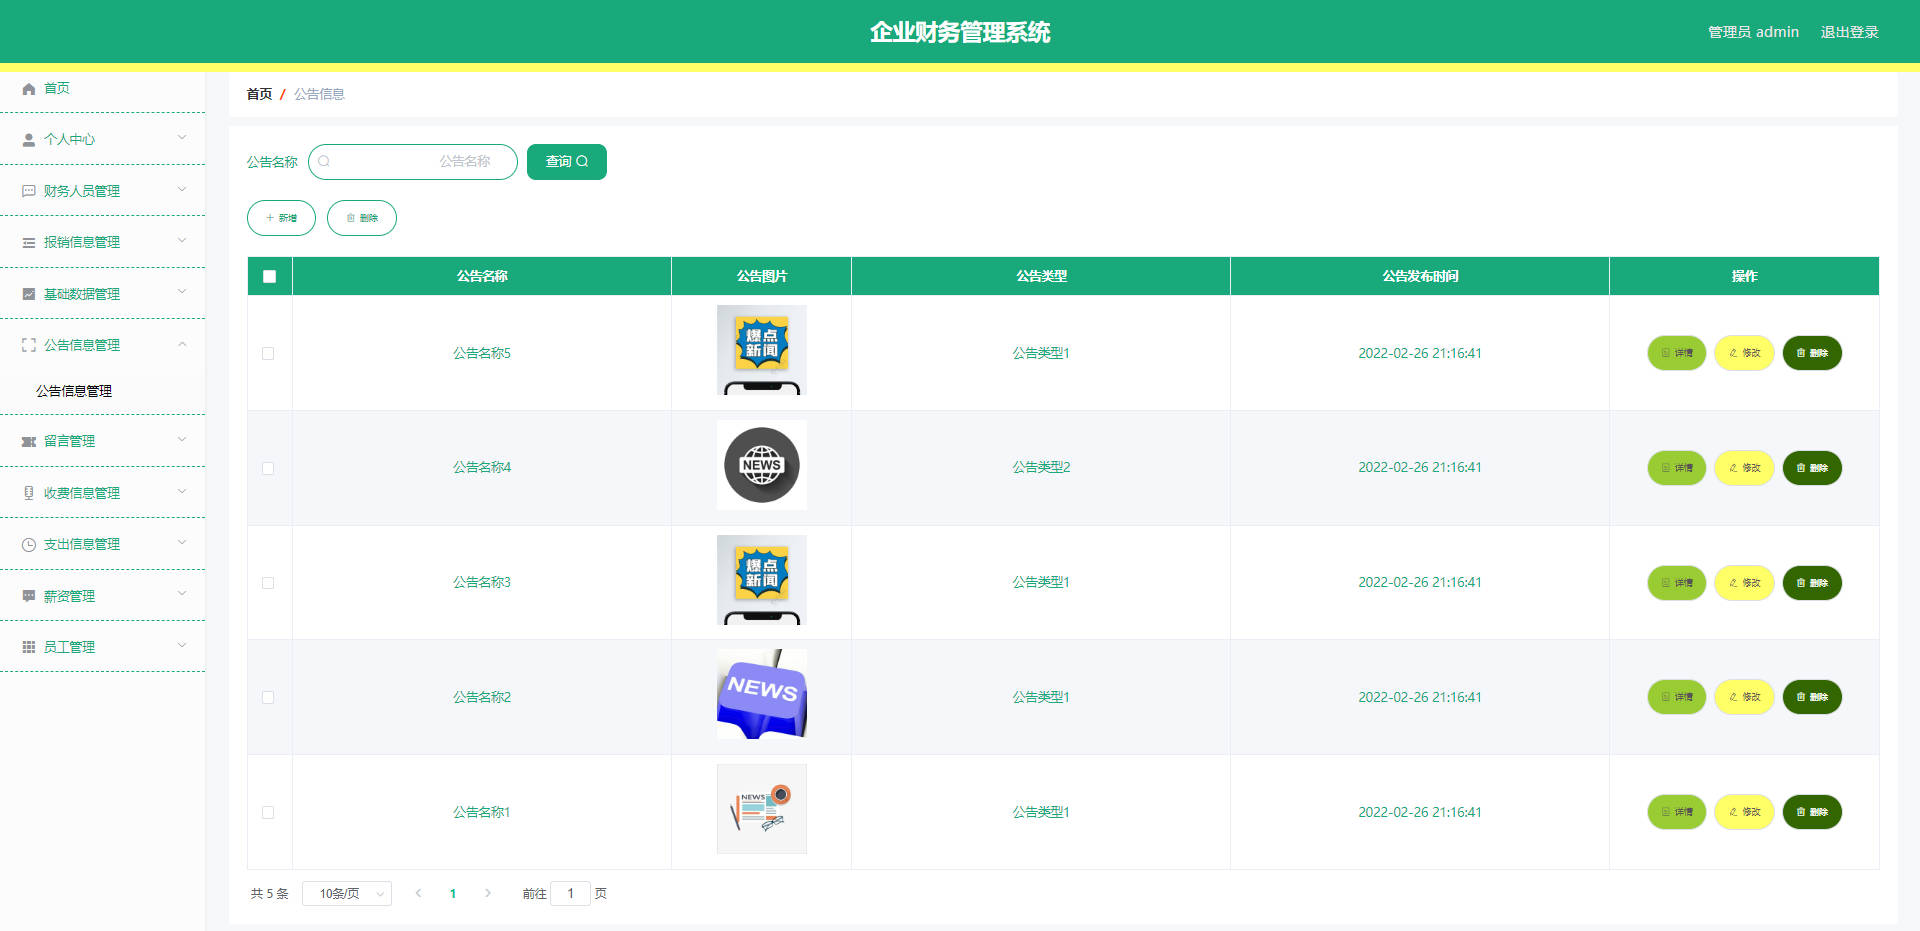 企业财务管理系统
管理员 admin 退出登录
首页
个人中心
财务人员管理
报销信息管理
基础数据管理
公告信息管理
公告信息管理
留言管理
收费信息管理
支出信息管理
薪资管理
员工管理
首页 / 公告信息
公告名称 公告名称 查询
+ 新增 删除
公告名称 公告图片 公告类型 公告发布时间 操作
公告名称5 爆点新闻 公告类型1 2022-02-26 21:16:41 详情 修改 删除
公告名称4 NEWS 公告类型2 2022-02-26 21:16:41 详情 修改 删除
公告名称3 爆点新闻 公告类型1 2022-02-26 21:16:41 详情 修改 删除
公告名称2 NEWS 公告类型1 2022-02-26 21:16:41 详情 修改 删除
公告名称1 NEWS 公告类型1 2022-02-26 21:16:41 详情 修改 删除
共 5 条 10条/页 1 前往 1 页